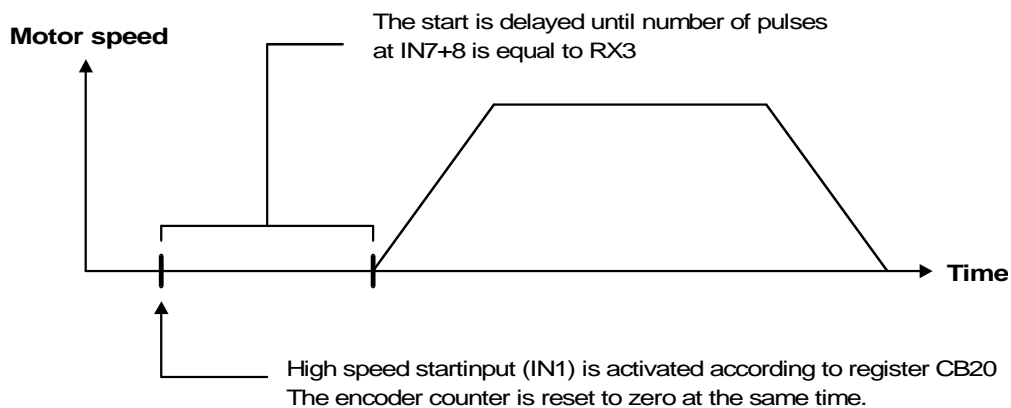 The start is delayed until number of pulses
at IN7+8 is equal to RX3
Motor speed
Time
High speed startinput (IN1) is activated according to register CB20
The encoder counter is reset to zero at the same time.